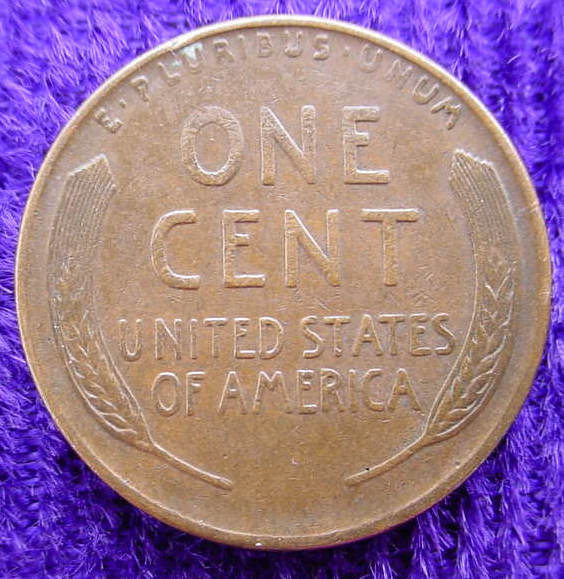 E·PLURIBUS·UNUM
ONE
CENT
UNITED STATES
OF AMERICA